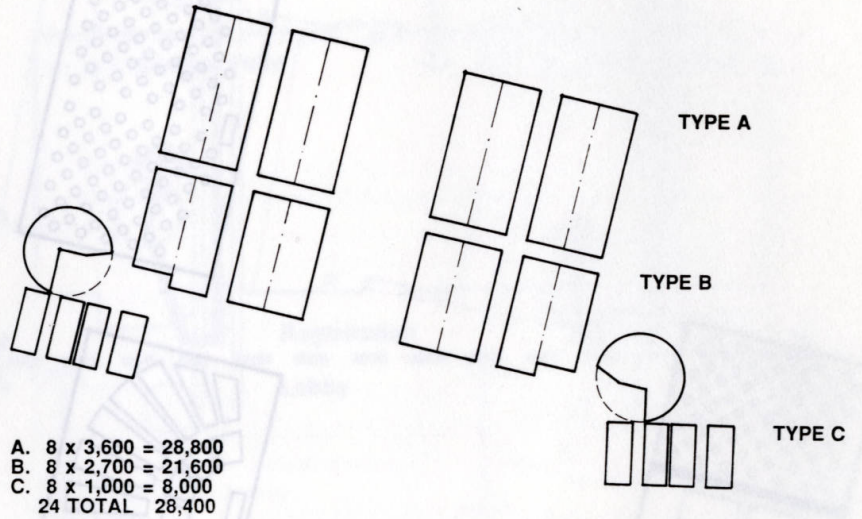 TYPE A
TYPE B
TYPE C
A. 8 x 3,600 = 28,800
B. 8 x 2,700 = 21,600
C. 8 x 1,000 = 8,000
24 TOTAL 28,400